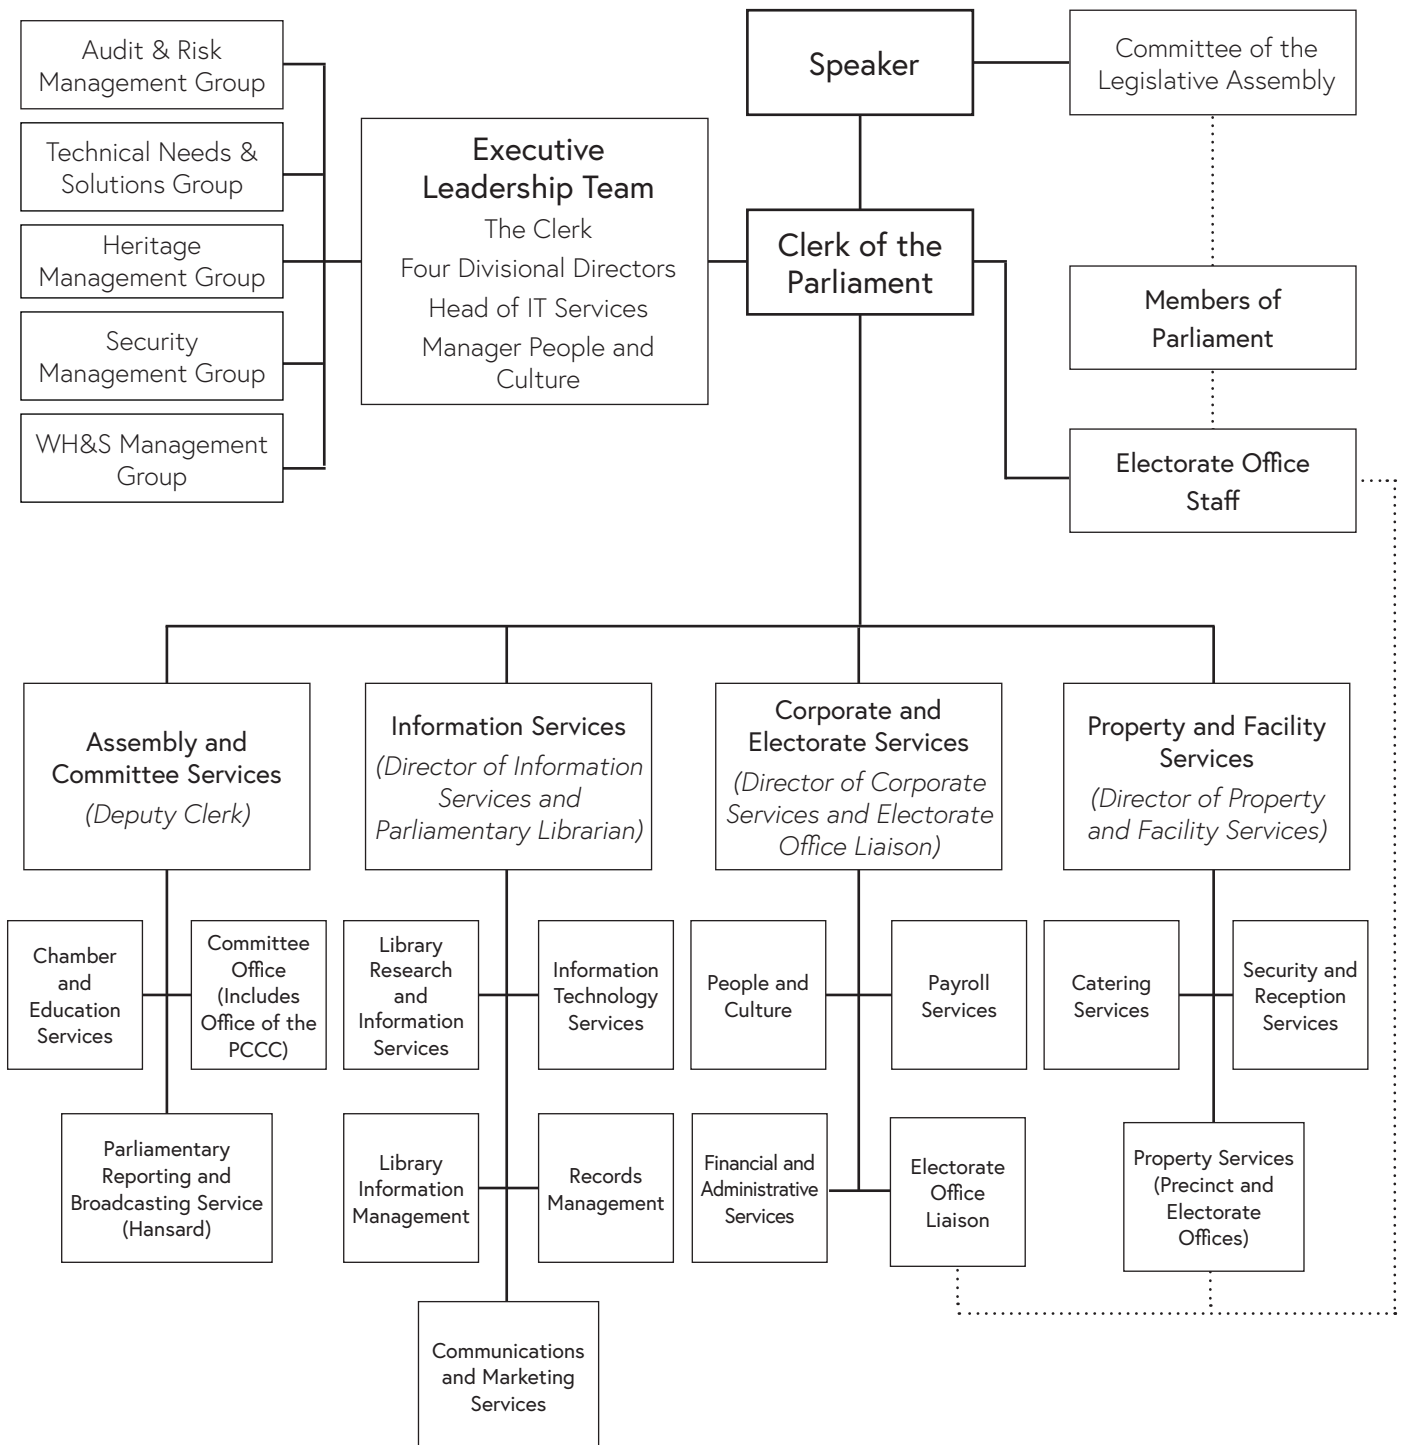 Audit & Risk
Management Group
Technical Needs &
Solutions Group
Heritage
Management Group
Security
Management Group
WH&S Management
Group
Executive
Leadership Team
The Clerk
Four Divisional Directors
Head of IT Services
Manager People and
Culture
Speaker
Clerk of the
Parliament
Committee of the
Legislative Assembly
Members of
Parliament
Electorate Office
Staff
Assembly and
Committee Services
(Deputy Clerk)
Information Services
(Director of Information
Services and
Parliamentary Librarian)
Corporate and
Electorate Services
(Director of Corporate
Services and Electorate
Office Liaison)
Property and Facility
Services
(Director of Property
and Facility Services)
Chamber
and
Education
Services
Committee
Office
(Includes
Office of the
PCCC)
Parliamentary
Reporting and
Broadcasting Service
(Hansard)
Library
Research
and
Information
Services
Information
Technology
Services
Library
Information
Management
Records
Management
Communications
and Marketing
Services
People and
Culture
Payroll
Services
Financial and
Administrative
Services
Electorate
Office
Liaison
Catering
Services
Security and
Reception
Services
Property Services
(Precinct and
Electorate
Offices)